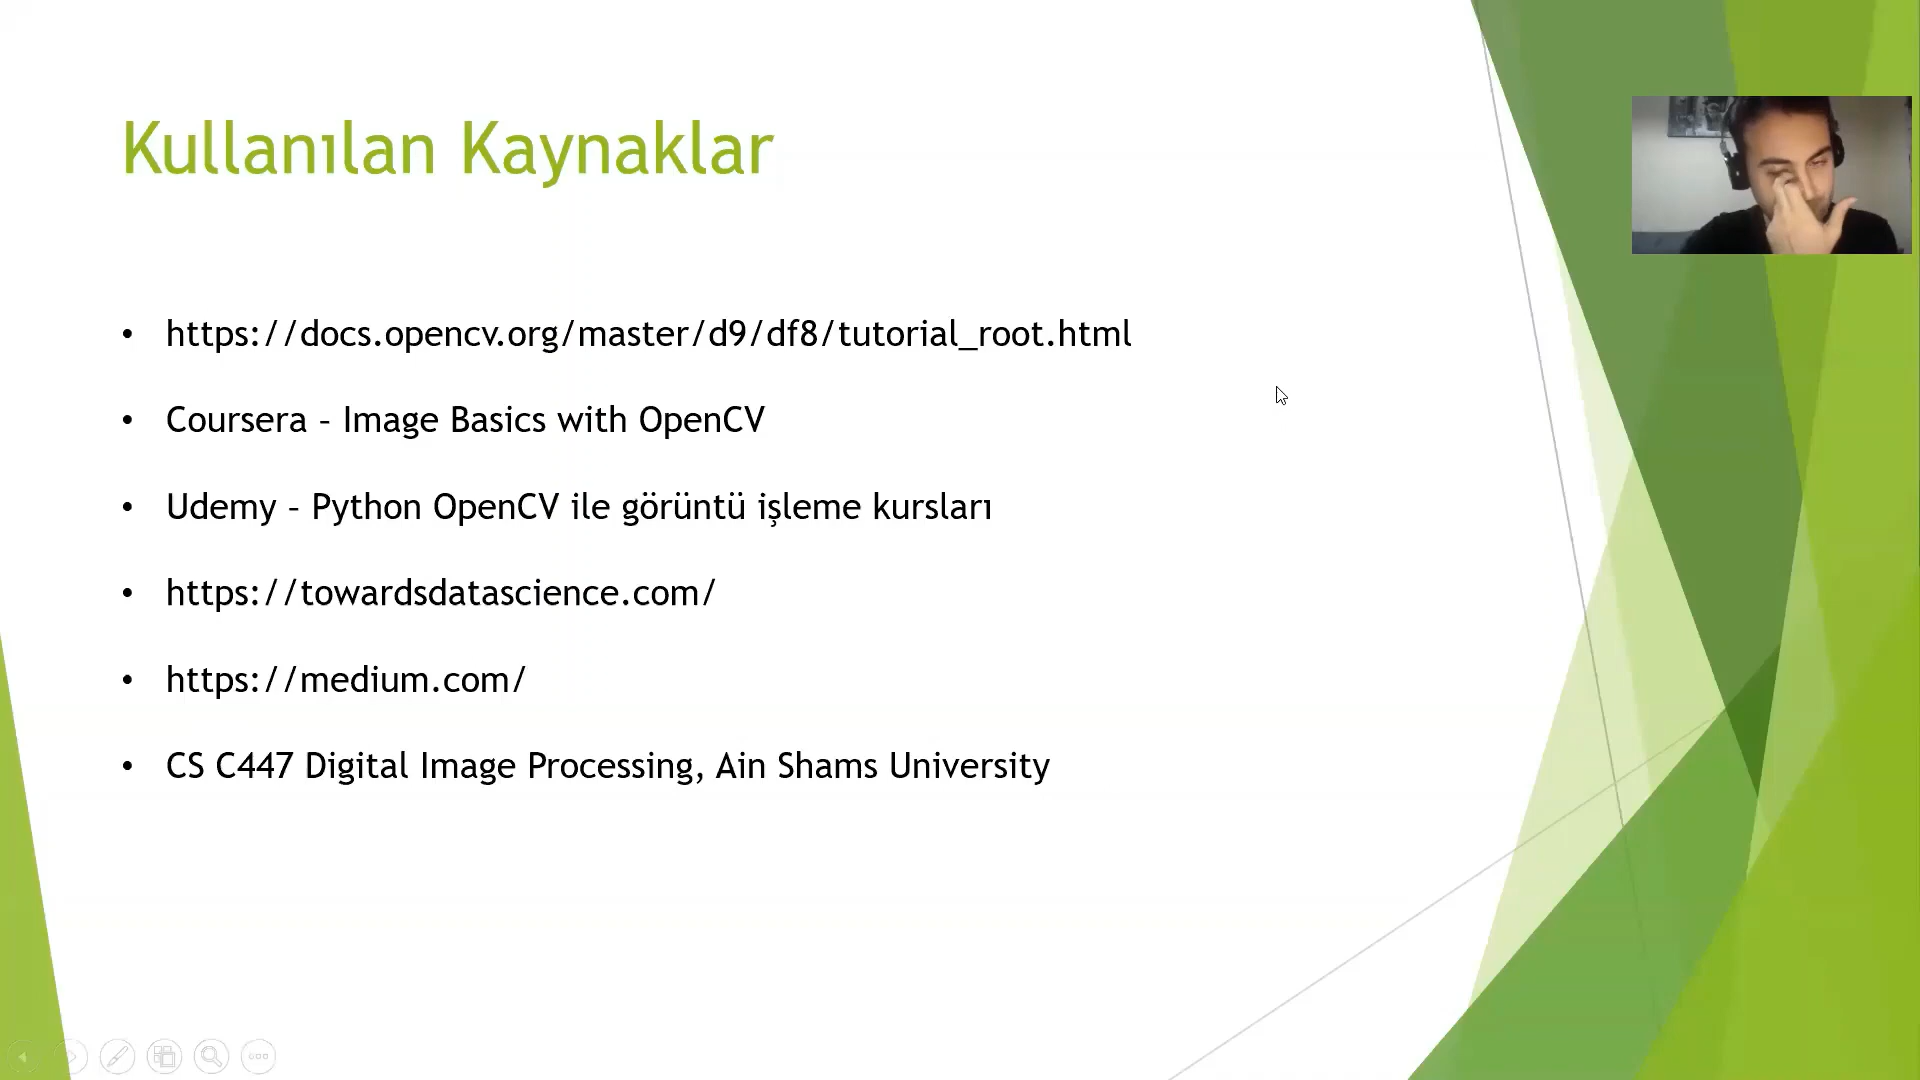 Kullanılan Kaynaklar
• https://docs.opencv.org/master/d9/df8/tutorial_root.html
• Coursera – Image Basics with OpenCV
• Udemy – Python OpenCV ile görüntü işleme kursları
• https://towardsdatascience.com/
• https://medium.com/
• CS C447 Digital Image Processing, Ain Shams University